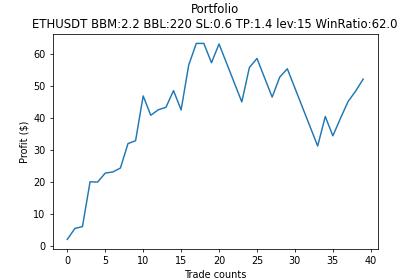 Portfolio
ETHUSDT BBM:2.2 BBL:220 SL:0.6 TP:1.4 lev:15 WinRatio:62.0
60
50
40
30
20
10
0
Profit ($)
0 5 10 15 20 25 30 35 40
Trade counts